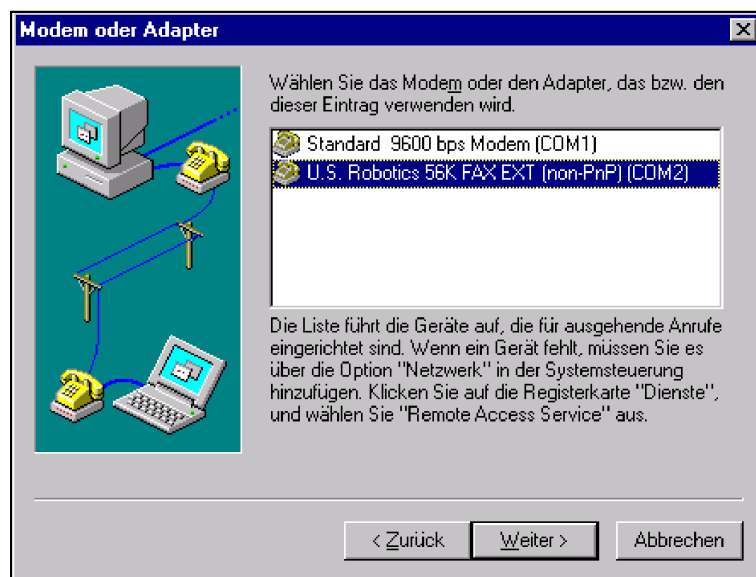 Modem oder Adapter
Wählen Sie das Modem oder den Adapter, das bzw. den
dieser Eintrag verwenden wird.
Standard 9600 bps Modem (COM1)
U.S. Robotics 56K FAX EXT (non-PnP) (COM2)
Die Liste führt die Geräte auf, die für ausgehende Anrufe
eingerichtet sind. Wenn ein Gerät fehlt, müssen Sie es
über die Option "Netzwerk" in der Systemsteuerung
hinzufügen. Klicken Sie auf die Registerkarte "Dienste",
und wählen Sie "Remote Access Service" aus.
< Zurück
Weiter >
Abbrechen